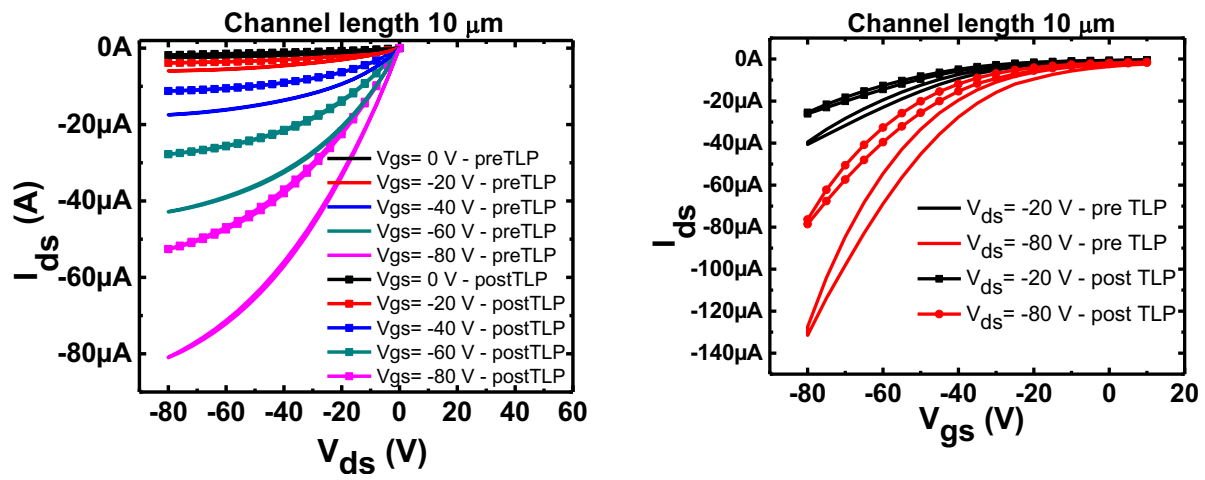 Channel length 10 μm
0A
-20μA
-40μA
-60μA
-80μA
Ids (A)
Vgs= 0 V - preTLP
Vgs= -20 V - preTLP
Vgs= -40 V - preTLP
Vgs= -60 V - preTLP
Vgs= -80 V - preTLP
Vgs= 0 V - postTLP
Vgs= -20 V - postTLP
Vgs= -40 V - postTLP
Vgs= -60 V - postTLP
Vgs= -80 V - postTLP
-80 -60 -40 -20 0 20 40 60
Vds (V)
Channel length 10 μm
0A
-20μA
-40μA
-60μA
-80μA
-100μA
-120μA
-140μA
Ids
Vds= -20 V - pre TLP
Vds= -80 V - pre TLP
Vds= -20 V - post TLP
Vds= -80 V - post TLP
-80 -60 -40 -20 0 20
Vgs (V)